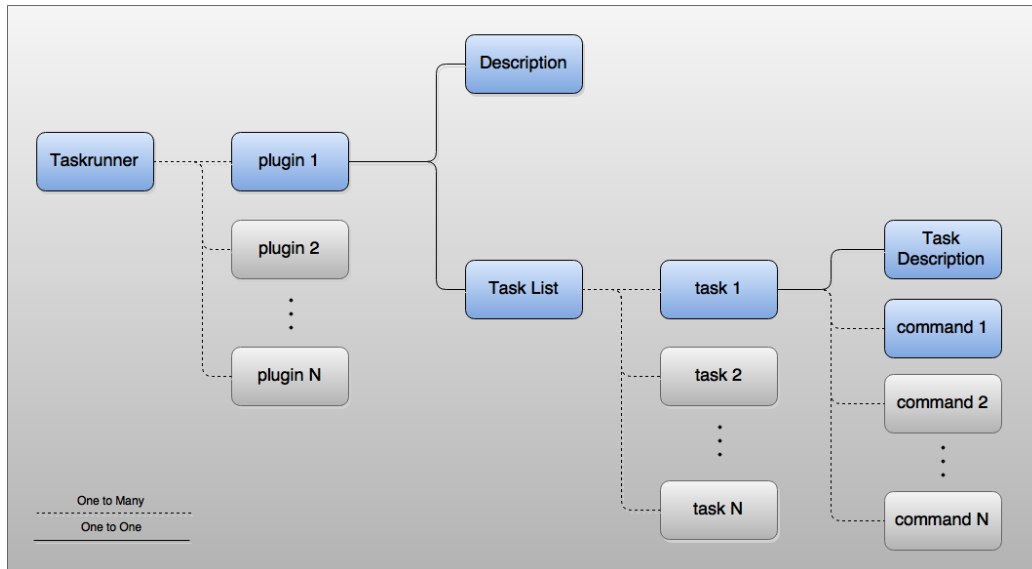 Description
Taskrunner
plugin 1
plugin 2
plugin N
Task List
task 1
task 2
task N
Task
Description
command 1
command 2
command N
One to Many
One to One